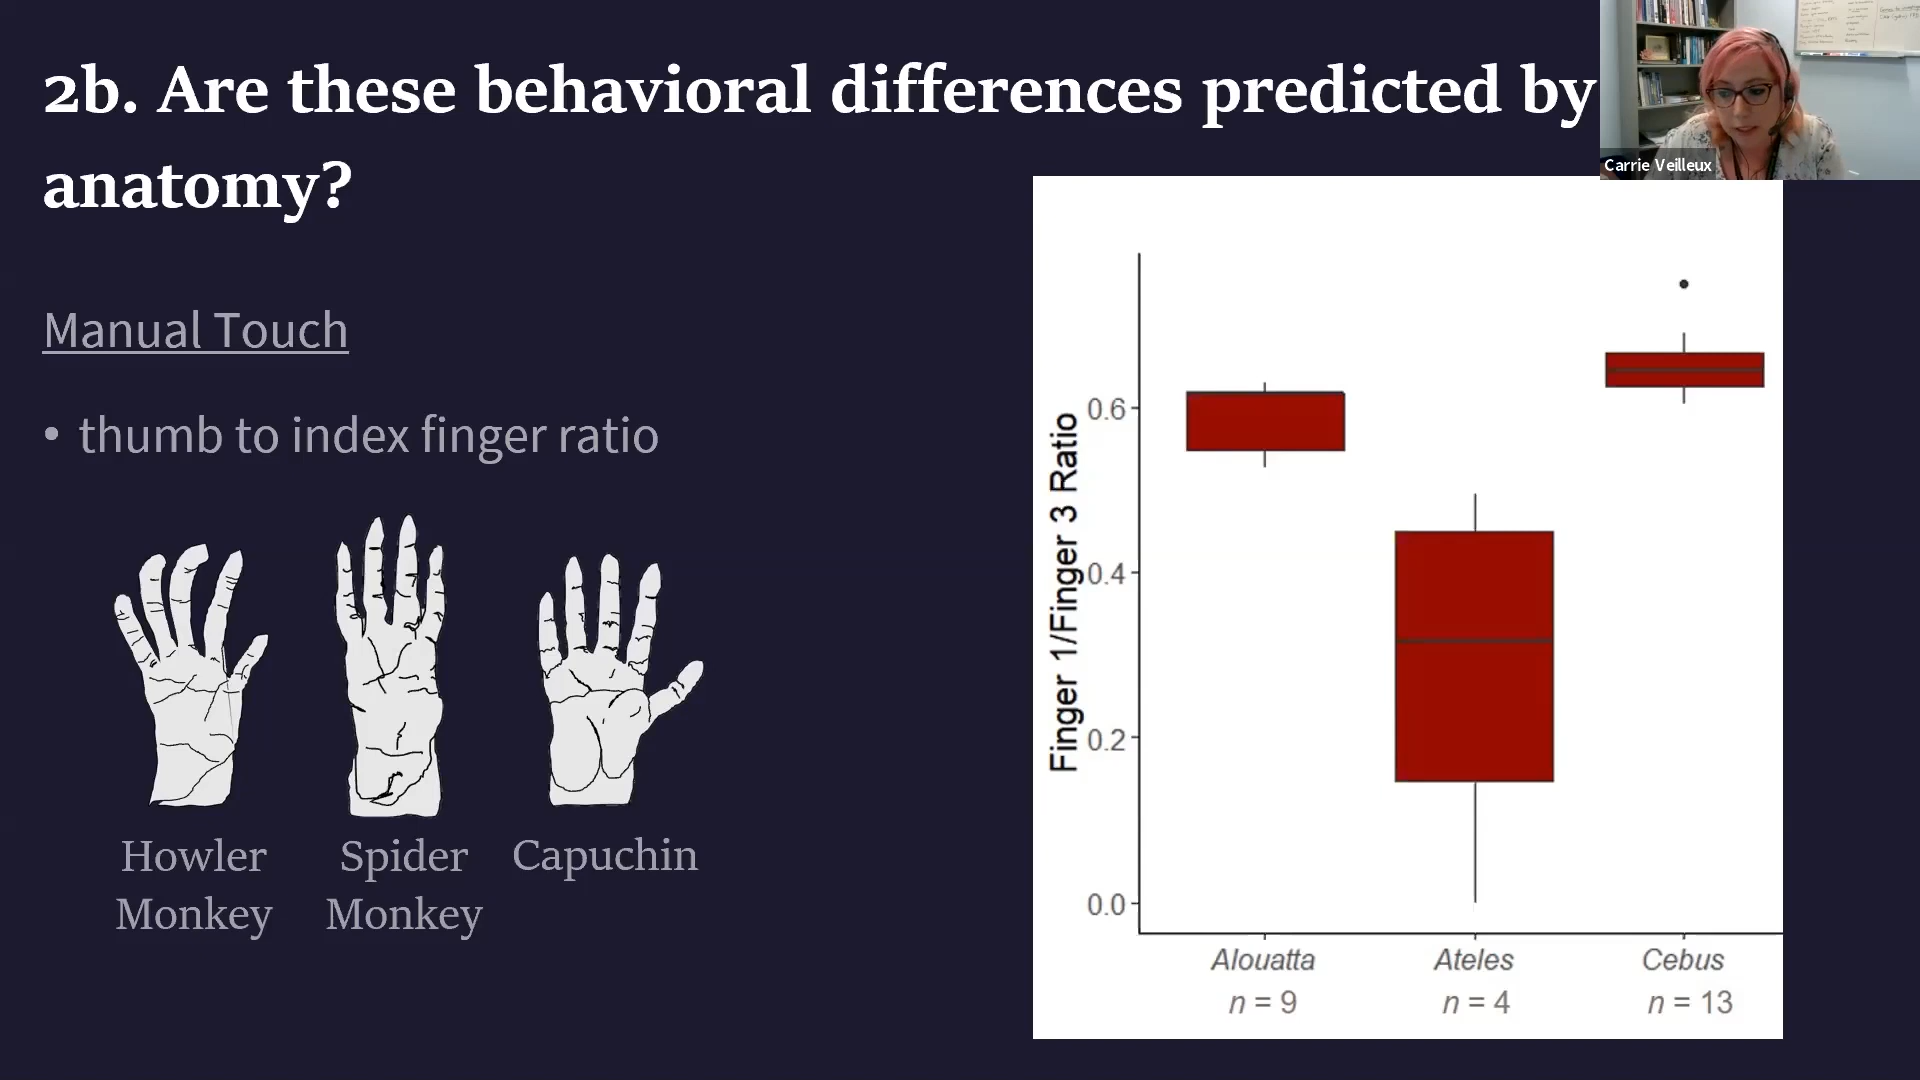 2b. Are these behavioral differences predicted by
anatomy?
Carrie Veilleux
Manual Touch
• thumb to index finger ratio
Howler
Monkey
Spider
Monkey
Capuchin
Finger 1/Finger 3 Ratio
0.6
0.4
0.2
0.0
Alouatta
n = 9
Ateles
n = 4
Cebus
n = 13